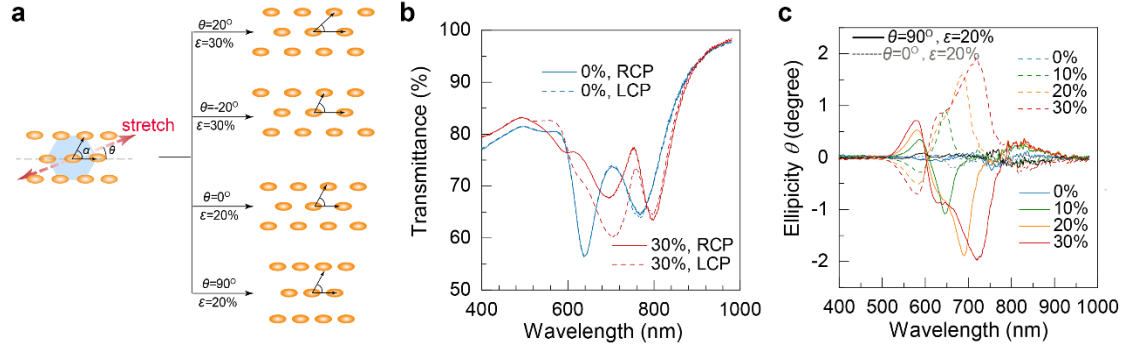 a
θ=20°
ε=30%
θ=-20°
ε=30%
stretch
α
θ
θ=0°
ε=20%
θ=90°
ε=20%
b
Transmittance (%)
100
90
80
70
60
50
0%, RCP
0%, LCP
30%, RCP
30%, LCP
400
600
800
1000
Wavelength (nm)
c
Ellipicity θ (degree)
2
1
0
-1
-2
θ=90°, ε=20%
θ=0°, ε=20%
0%
10%
20%
30%
0%
10%
20%
30%
400
500
600
700
800
900
1000
Wavelength (nm)